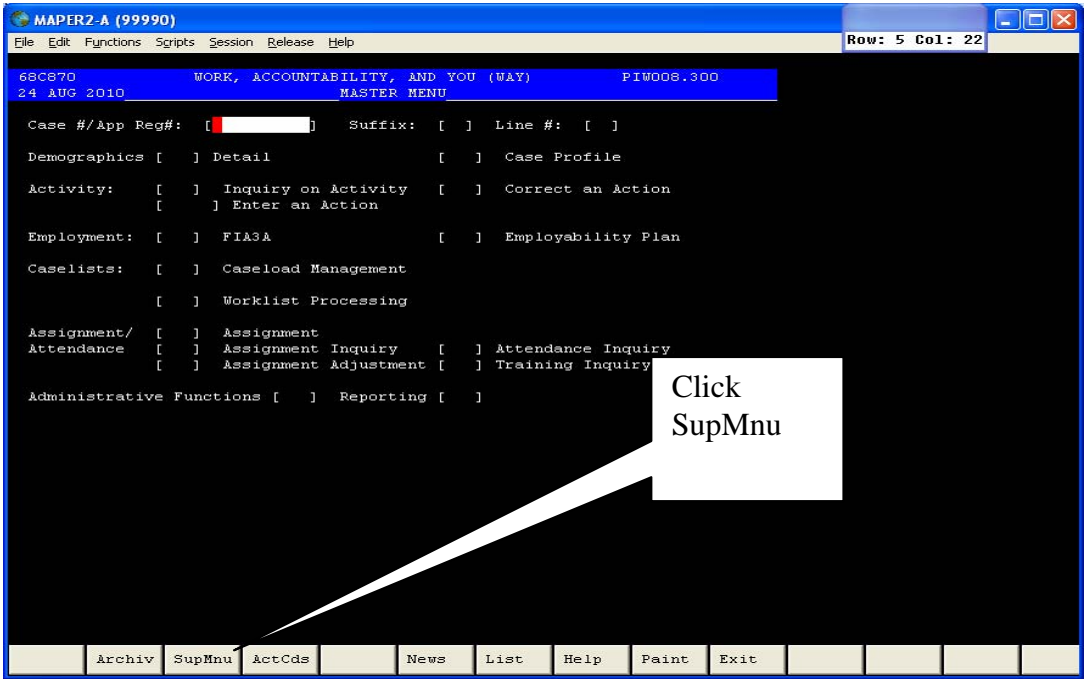 MAPER2-A (99990)
File Edit Functions Scripts Session Release Help
Row: 5 Col: 22
68C870 WORK, ACCOUNTABILITY, AND YOU (WAY) PIW008.300
24 AUG 2010 MASTER MENU
Case #/App Reg#: [ ] Suffix: [ ] Line #: [ ]
Demographics [ ] Detail [ ] Case Profile
Activity: [ ] Inquiry on Activity [ ] Correct an Action
[ ] Enter an Action
Employment: [ ] FIA3A [ ] Employability Plan
Caselists: [ ] Caseload Management
[ ] Worklist Processing
Assignment/ [ ] Assignment
Attendance [ ] Assignment Inquiry [ ] Attendance Inquiry
[ ] Assignment Adjustment [ ] Training Inquiry
Administrative Functions [ ] Reporting [ ]
Click
SupMnu
Archiv SupMnu ActCds News List Help Paint Exit